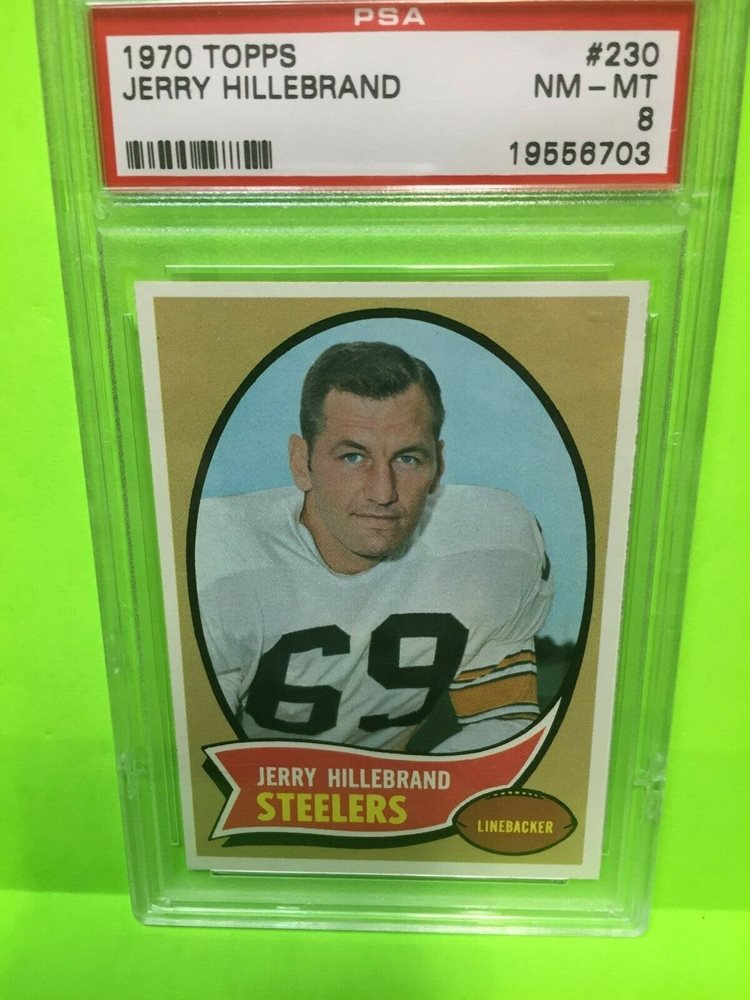 PSA
1970 TOPPS #230
JERRY HILLEBRAND NM - MT
8
19556703
69
JERRY HILLEBRAND
STEELERS
LINEBACKER